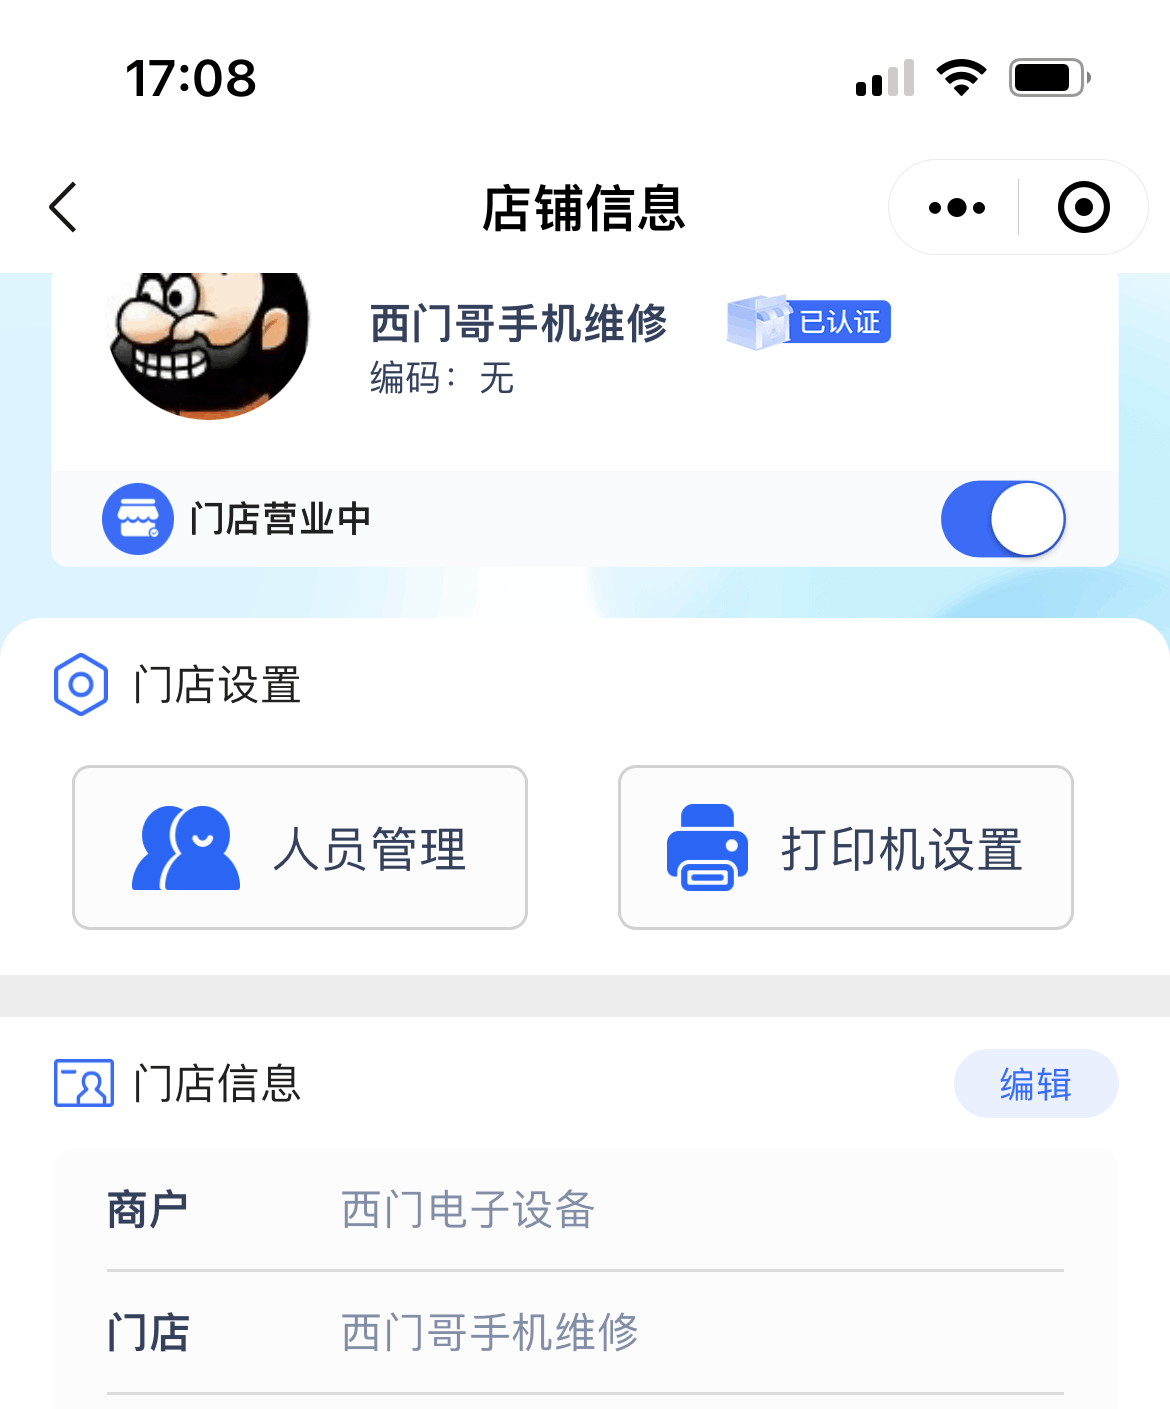 17:08
店铺信息
西门哥手机维修
已认证
编码：无
门店营业中
门店设置
人员管理
打印机设置
门店信息
编辑
商户
西门电子设备
门店
西门哥手机维修